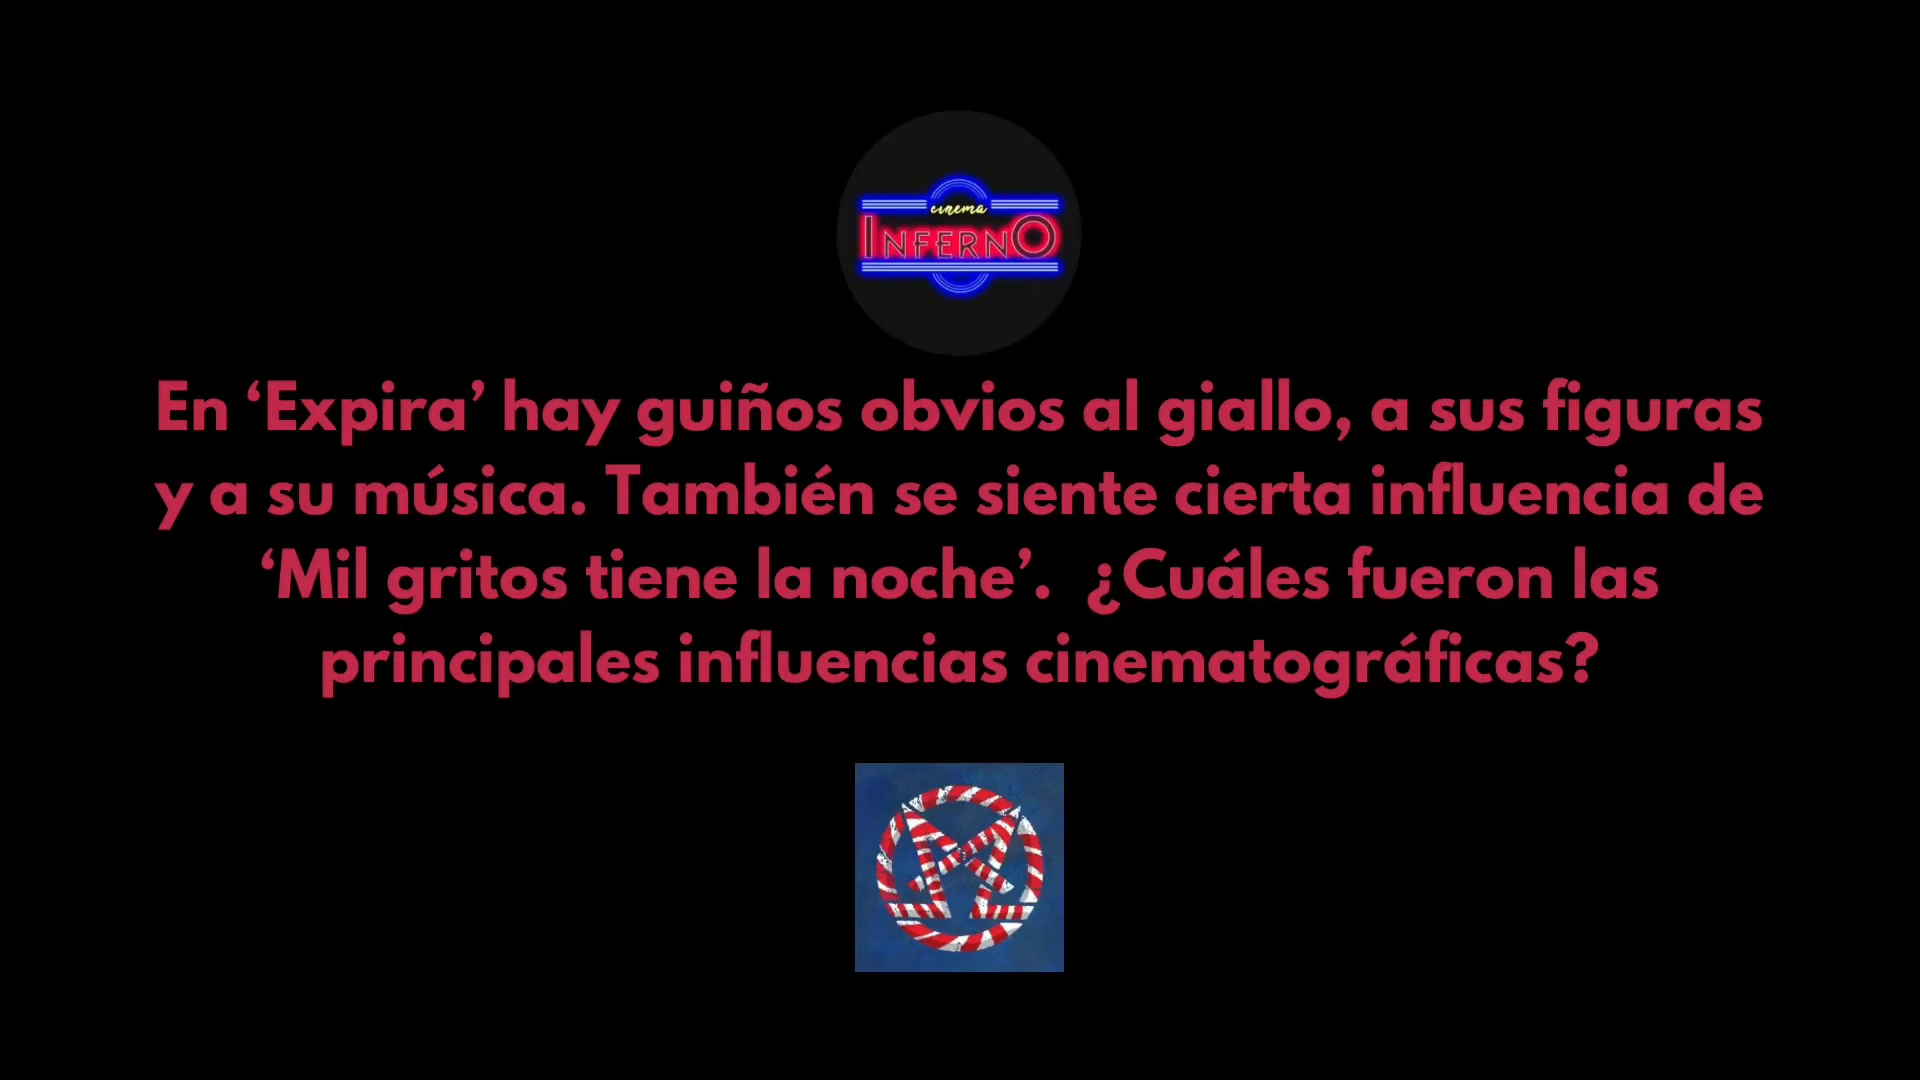 cinema
INFERNO
En ‘Expira’ hay guiños obvios al giallo, a sus figuras
y a su música. También se siente cierta influencia de
‘Mil gritos tiene la noche’.  ¿Cuáles fueron las
principales influencias cinematográficas?